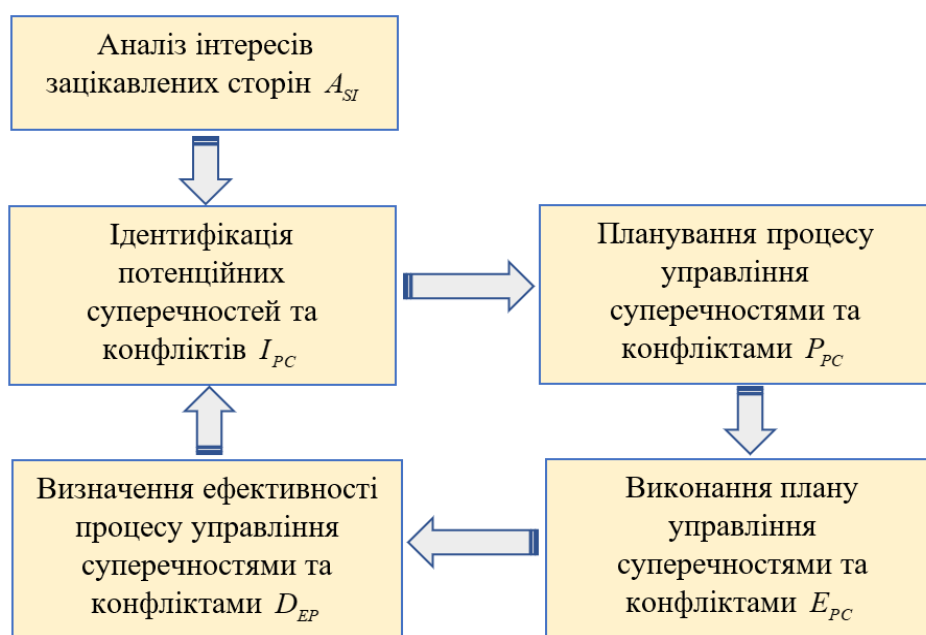 Аналіз інтересів
зацікавлених сторін A_SI
Ідентифікація
потенційних
суперечностей та
конфліктів I_PC
Планування процесу
управління
суперечностями та
конфліктами P_PC
Виконання плану
управління
суперечностями та
конфліктами E_PC
Визначення ефективності
процесу управління
суперечностями та
конфліктами D_EP